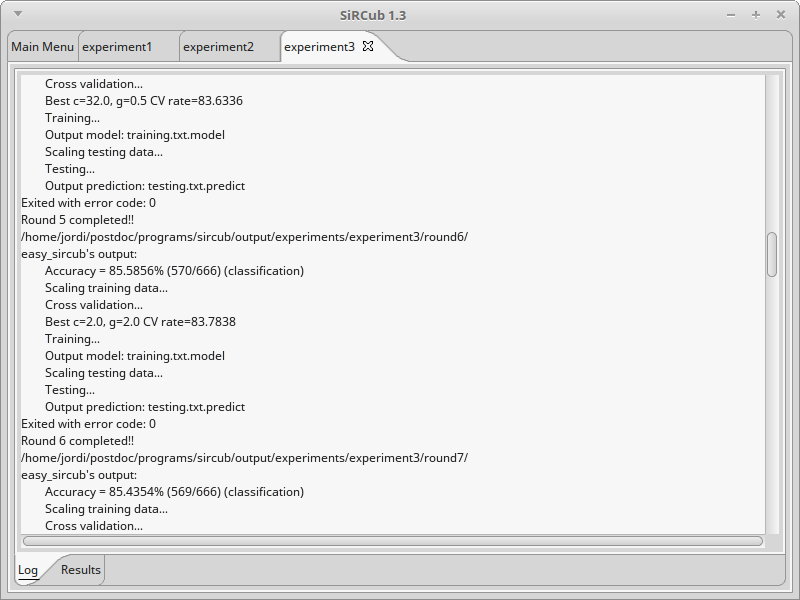 SiRCub 1.3
Main Menu experiment1 experiment2 experiment3
Cross validation...
Best c=32.0, g=0.5 CV rate=83.6336
Training...
Output model: training.txt.model
Scaling testing data...
Testing...
Output prediction: testing.txt.predict
Exited with error code: 0
Round 5 completed!!
/home/jordi/postdoc/programs/sircub/output/experiments/experiment3/round6/
easy_sircub's output:
Accuracy = 85.5856% (570/666) (classification)
Scaling training data...
Cross validation...
Best c=2.0, g=2.0 CV rate=83.7838
Training...
Output model: training.txt.model
Scaling testing data...
Testing...
Output prediction: testing.txt.predict
Exited with error code: 0
Round 6 completed!!
/home/jordi/postdoc/programs/sircub/output/experiments/experiment3/round7/
easy_sircub's output:
Accuracy = 85.4354% (569/666) (classification)
Scaling training data...
Cross validation...
Log Results